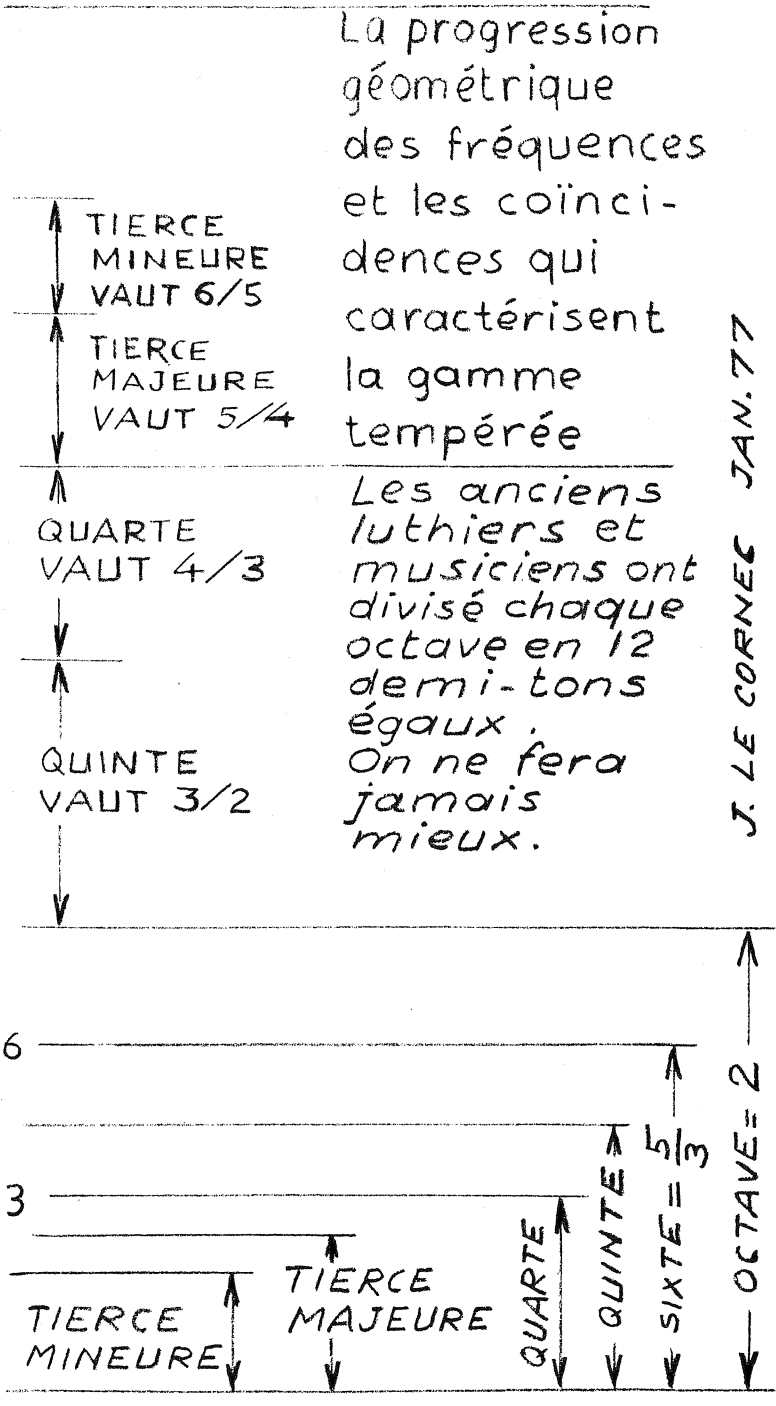 La progression
géométrique
des fréquences
et les coïnci-
dences qui
caractérisent
la gamme
tempérée
TIERCE
MINEURE
VAUT 6/5
TIERCE
MAJEURE
VAUT 5/4
QUARTE
VAUT 4/3
QUINTE
VAUT 3/2
Les anciens
luthiers et
musiciens ont
divisé chaque
octave en 12
demi-tons
égaux.
On ne fera
jamais
mieux.
J. LE CORNEC JAN. 77
6
3
TIERCE
MINEURE
TIERCE
MAJEURE
QUARTE
QUINTE
SIXTE = 5/3
OCTAVE = 2